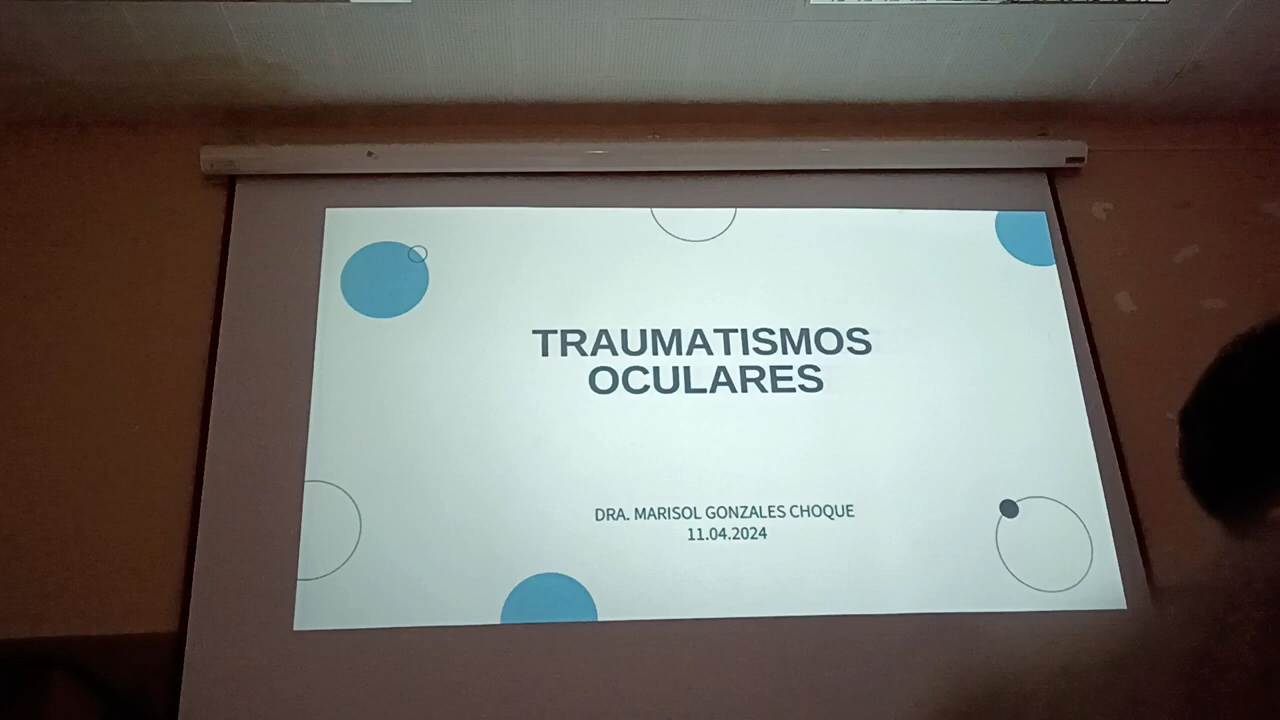 TRAUMATISMOS
OCULARES
DRA. MARISOL GONZALES CHOQUE
11.04.2024